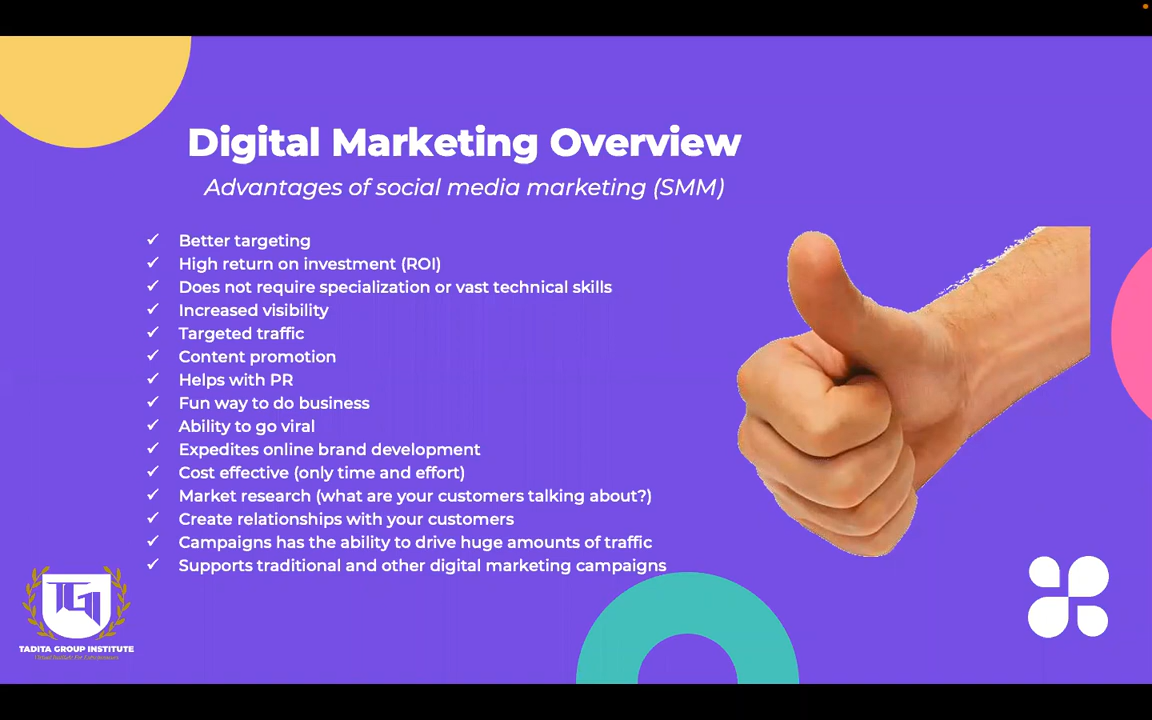 Digital Marketing Overview
Advantages of social media marketing (SMM)
✓ Better targeting
✓ High return on investment (ROI)
✓ Does not require specialization or vast technical skills
✓ Increased visibility
✓ Targeted traffic
✓ Content promotion
✓ Helps with PR
✓ Fun way to do business
✓ Ability to go viral
✓ Expedites online brand development
✓ Cost effective (only time and effort)
✓ Market research (what are your customers talking about?)
✓ Create relationships with your customers
✓ Campaigns has the ability to drive huge amounts of traffic
✓ Supports traditional and other digital marketing campaigns
TGI
TADITA GROUP INSTITUTE